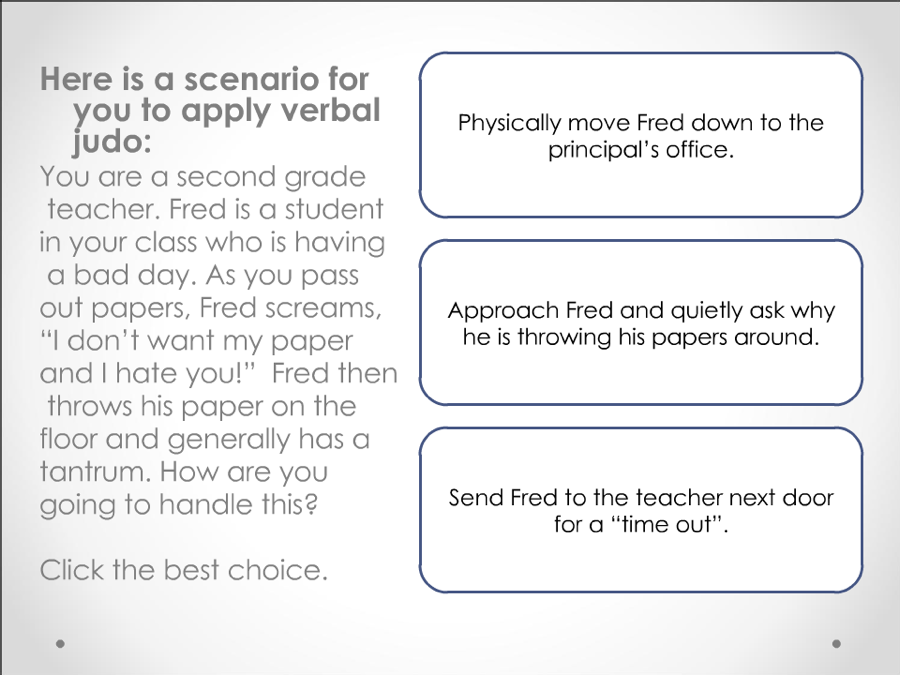 Here is a scenario for
you to apply verbal
judo:
You are a second grade
teacher. Fred is a student
in your class who is having
a bad day. As you pass
out papers, Fred screams,
“I don’t want my paper
and I hate you!”  Fred then
throws his paper on the
floor and generally has a
tantrum. How are you
going to handle this?
Click the best choice.
Physically move Fred down to the
principal’s office.
Approach Fred and quietly ask why
he is throwing his papers around.
Send Fred to the teacher next door
for a “time out”.